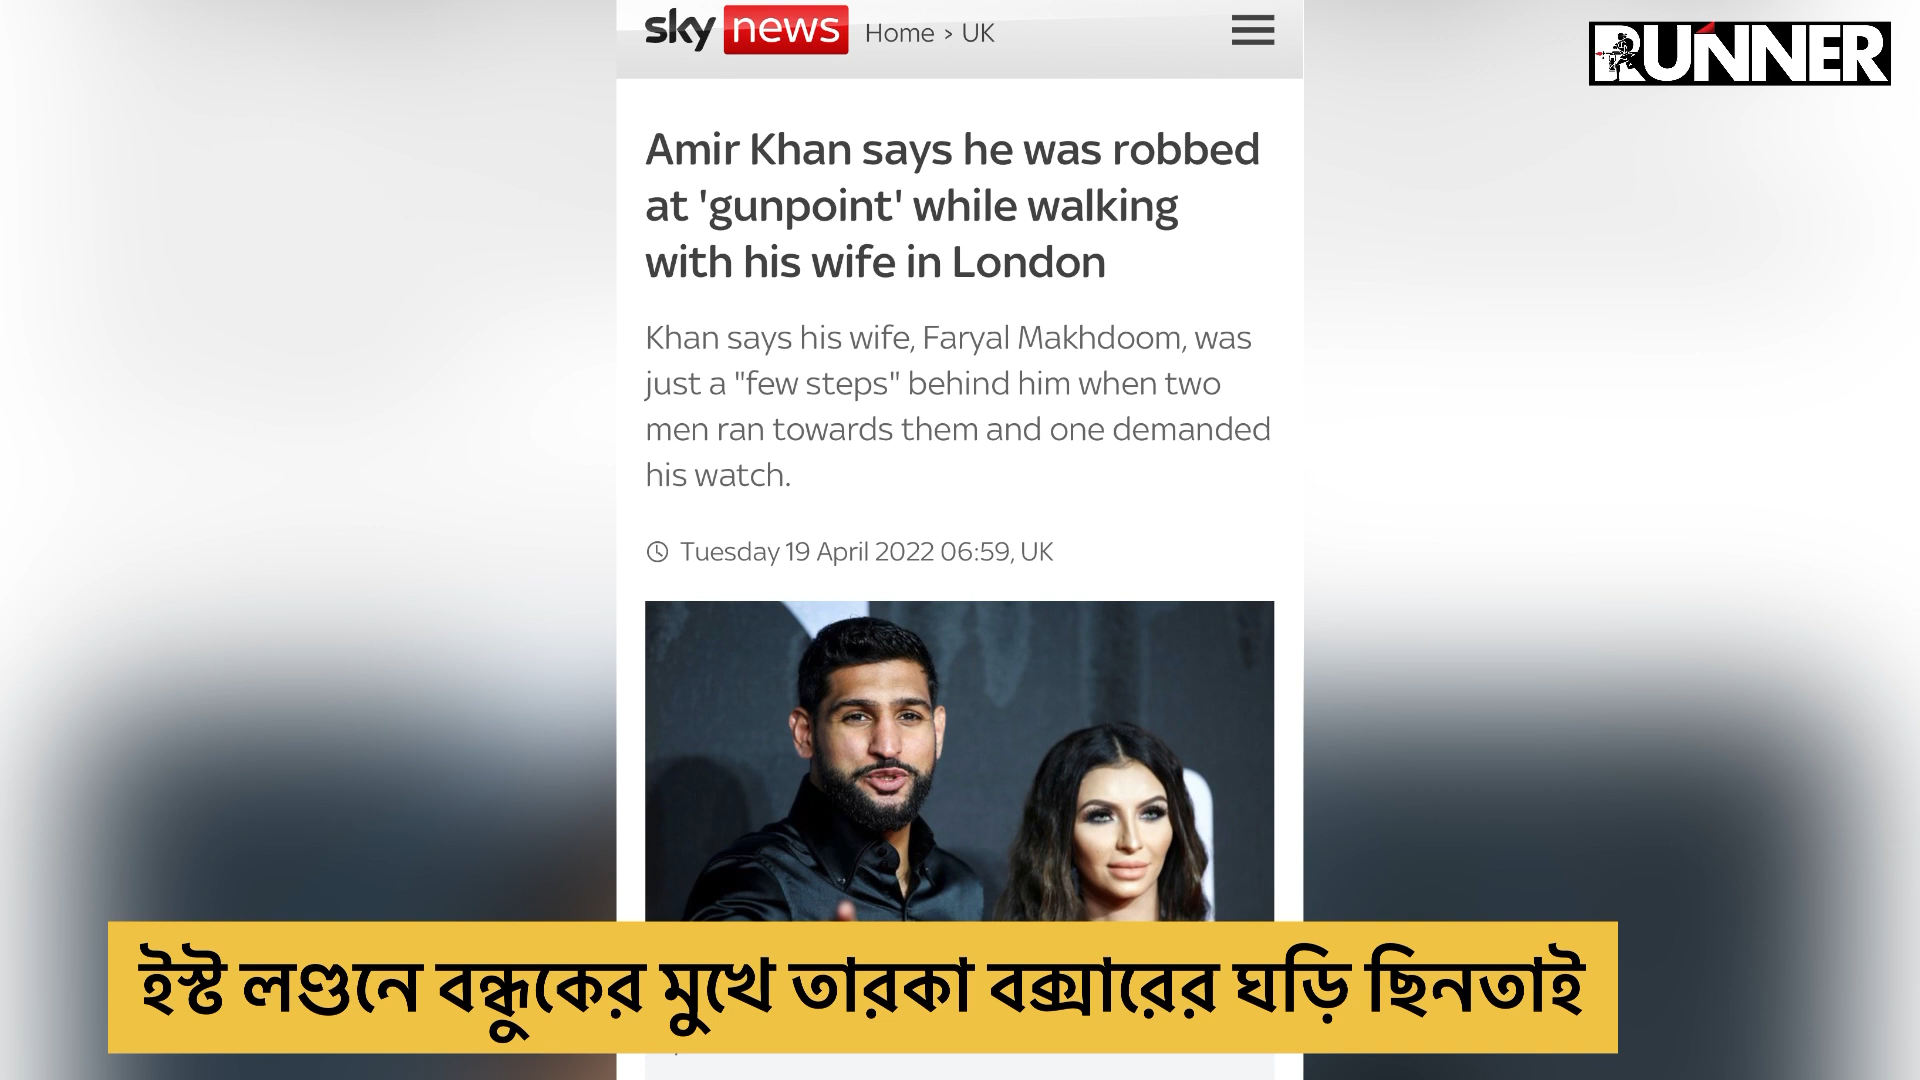 sky news Home > UK
RUNNER
Amir Khan says he was robbed
at 'gunpoint' while walking
with his wife in London
Khan says his wife, Faryal Makhdoom, was
just a "few steps" behind him when two
men ran towards them and one demanded
his watch.
Tuesday 19 April 2022 06:59, UK
ইস্ট লণ্ডনে বন্ধুকের মুখে তারকা বক্সারের ঘড়ি ছিনতাই